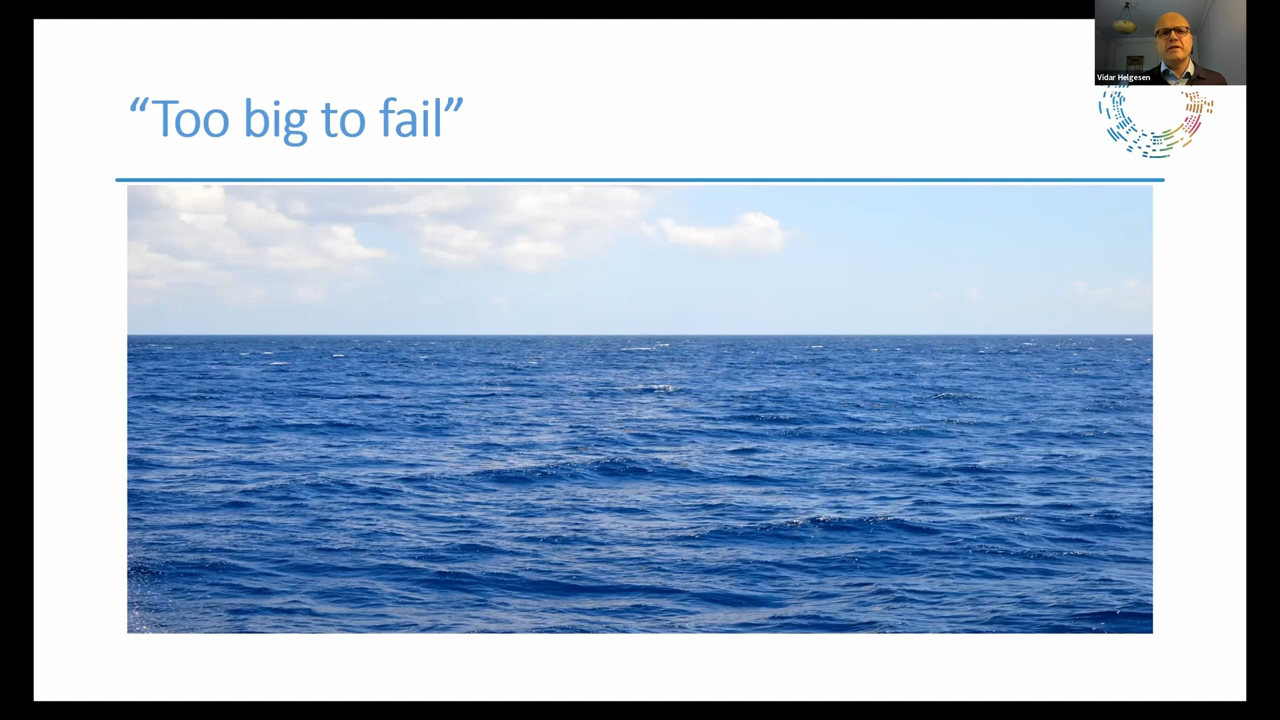 “Too big to fail”
Vidar Helgesen